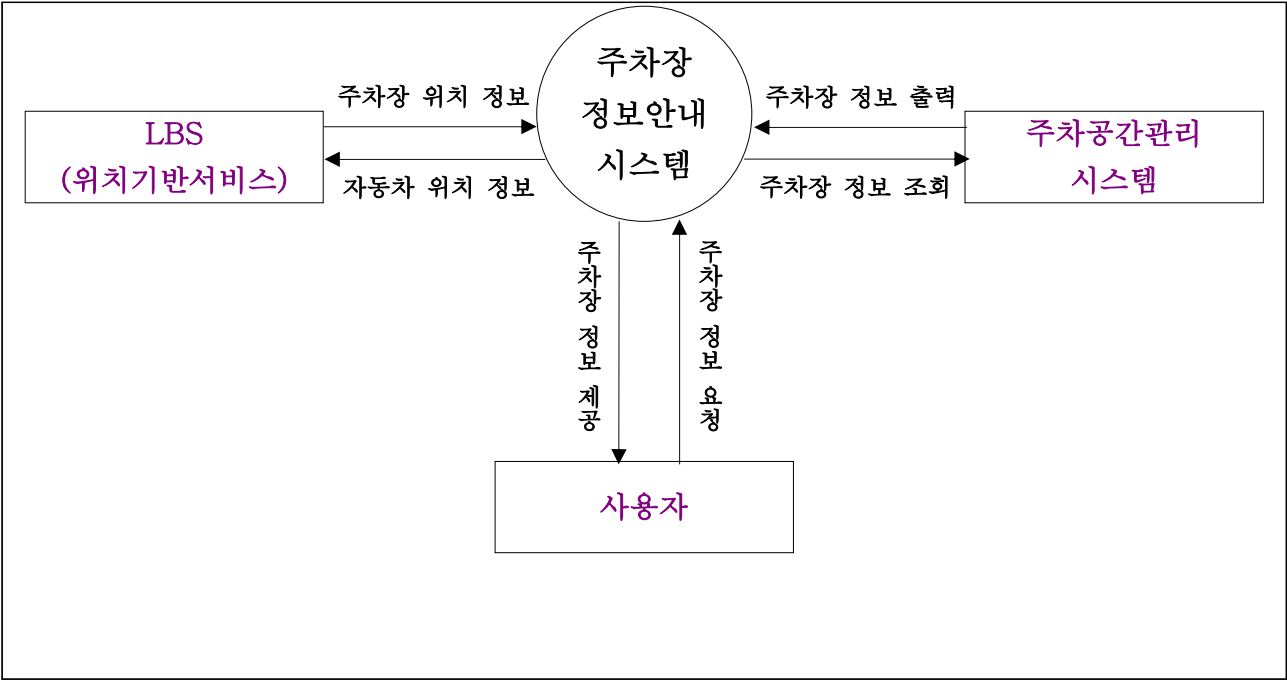 주차장
정보안내
시스템
주차장 위치 정보
자동차 위치 정보
LBS
(위치기반서비스)
주차장 정보 출력
주차장 정보 조회
주차공간관리
시스템
주차장 정보 제공
주차장 정보 요청
사용자